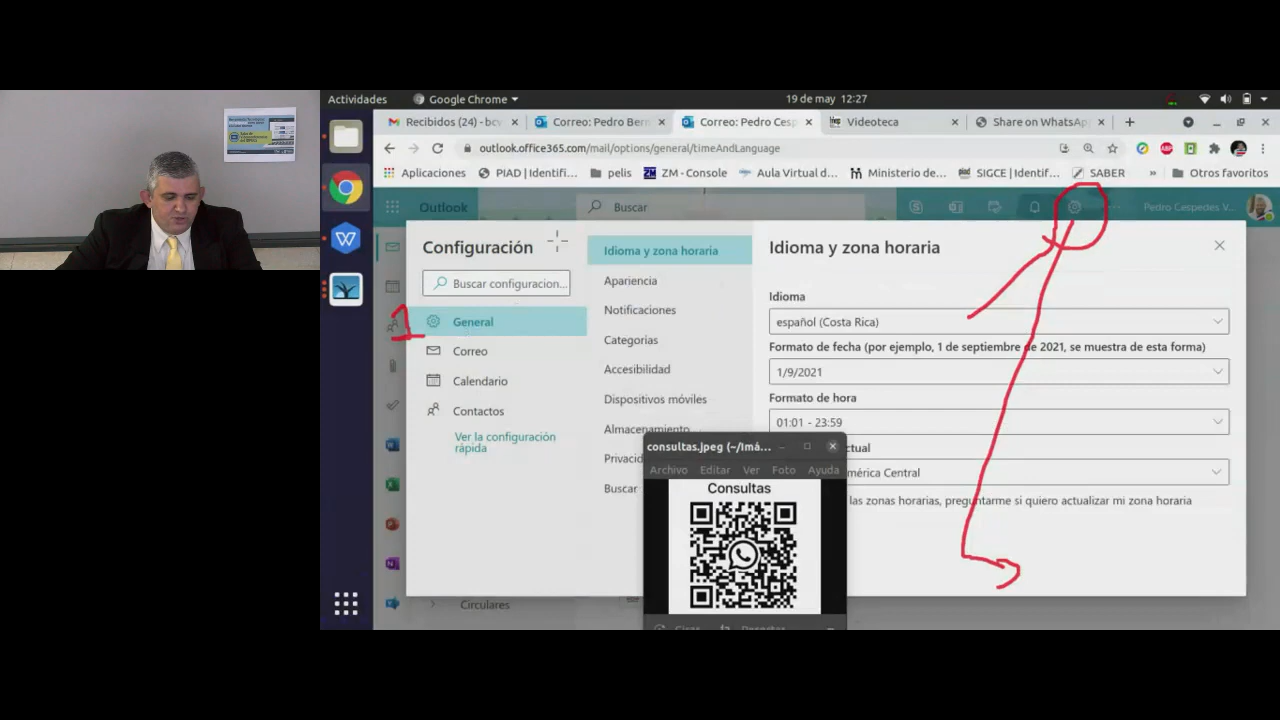 Actividades
Google Chrome
19 de may 12:27
Recibidos (24) - bcv
Correo: Pedro Bern
Correo: Pedro Cesp
Videoteca
Share on WhatsAp
outlook.office365.com/mail/options/general/timeAndLanguage
Aplicaciones
PIAD | Identifi...
pelis
ZM - Console
Aula Virtual d...
Ministerio de...
SIGCE | Identif...
SABER
»
Otros favoritos
Outlook
Buscar
Pedro Cespedes V...
Configuración
Buscar configuracion...
1
General
Correo
Calendario
Contactos
Ver la configuración
rápida
Idioma y zona horaria
Apariencia
Notificaciones
Categorías
Accesibilidad
Dispositivos móviles
Almacenamiento
Privacid
Buscar
Idioma y zona horaria
Idioma
español (Costa Rica)
Formato de fecha (por ejemplo, 1 de septiembre de 2021, se muestra de esta forma)
1/9/2021
Formato de hora
01:01 - 23:59
ctual
mérica Central
las zonas horarias, preguntarme si quiero actualizar mi zona horaria
consultas.jpeg (~/Imá...
Archivo Editar Ver Foto Ayuda
Consultas
Circulares